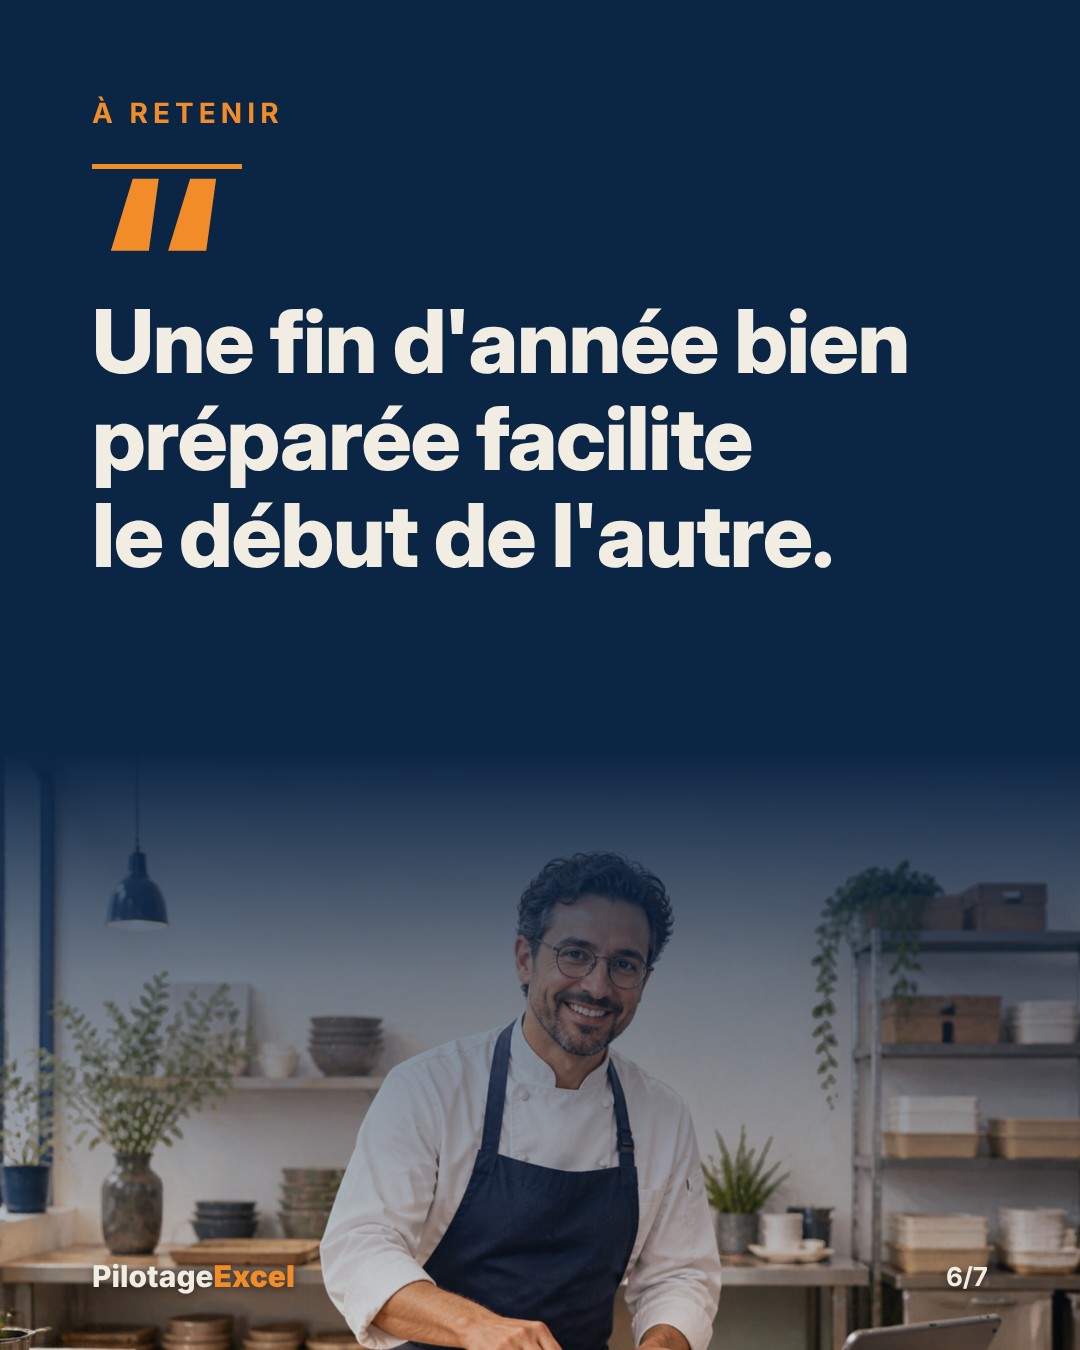 À RETENIR
"
Une fin d'année bien
préparée facilite
le début de l'autre.
PilotageExcel
6/7